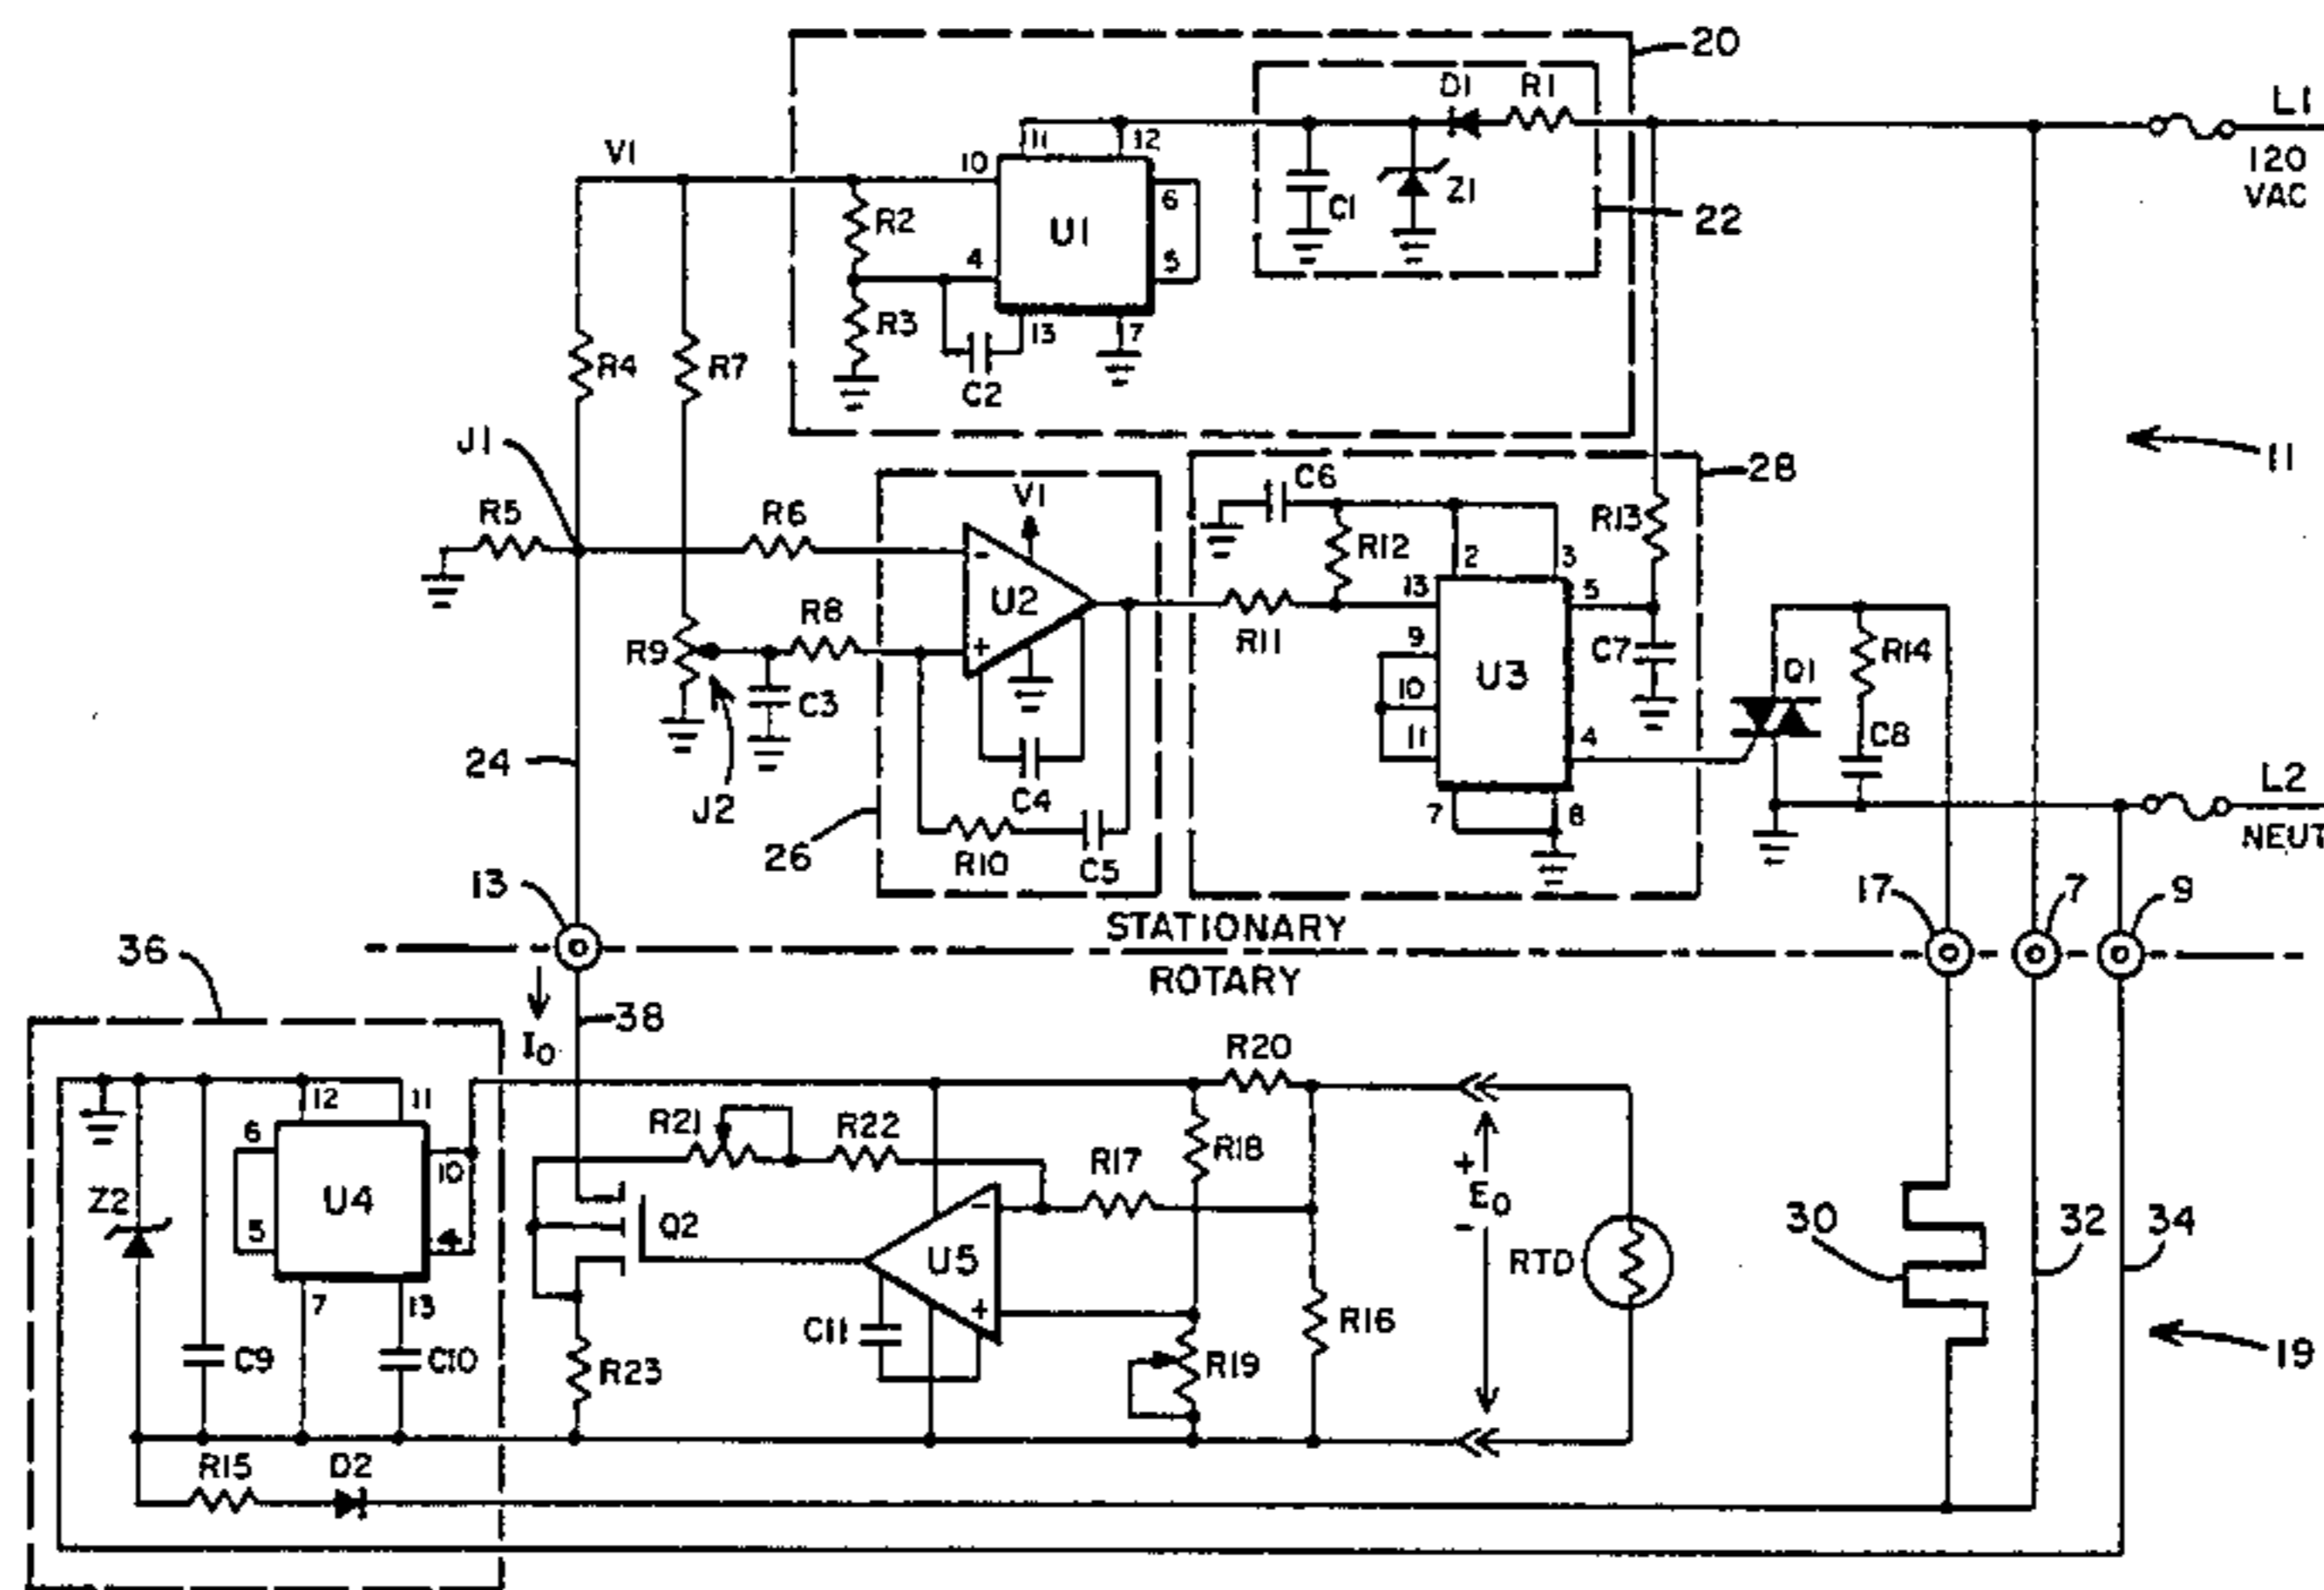 20
D1 R1
L1
120
VAC
V1
10
11
12
6
U1
5
4
13
7
R2
R3
C2
C1
Z1
22
R4
R7
J1
11
28
C6
R5
R6
V1
R12
R13
2
3
13
5
U2
-
+
R8
R9
C3
R11
9
10
11
U3
C7
4
Q1
R14
C8
24
J2
C4
26
R10
C5
7
8
L2
NEUT
13
STATIONARY
17
7
9
36
ROTARY
38
I0
R20
12
11
6
10
5
4
U4
Z2
7
13
R21
R22
R18
R17
+
E0
-
Q2
-
U5
+
RTD
30
32
34
C9
C10
R23
C11
R19
R16
19
R15
D2